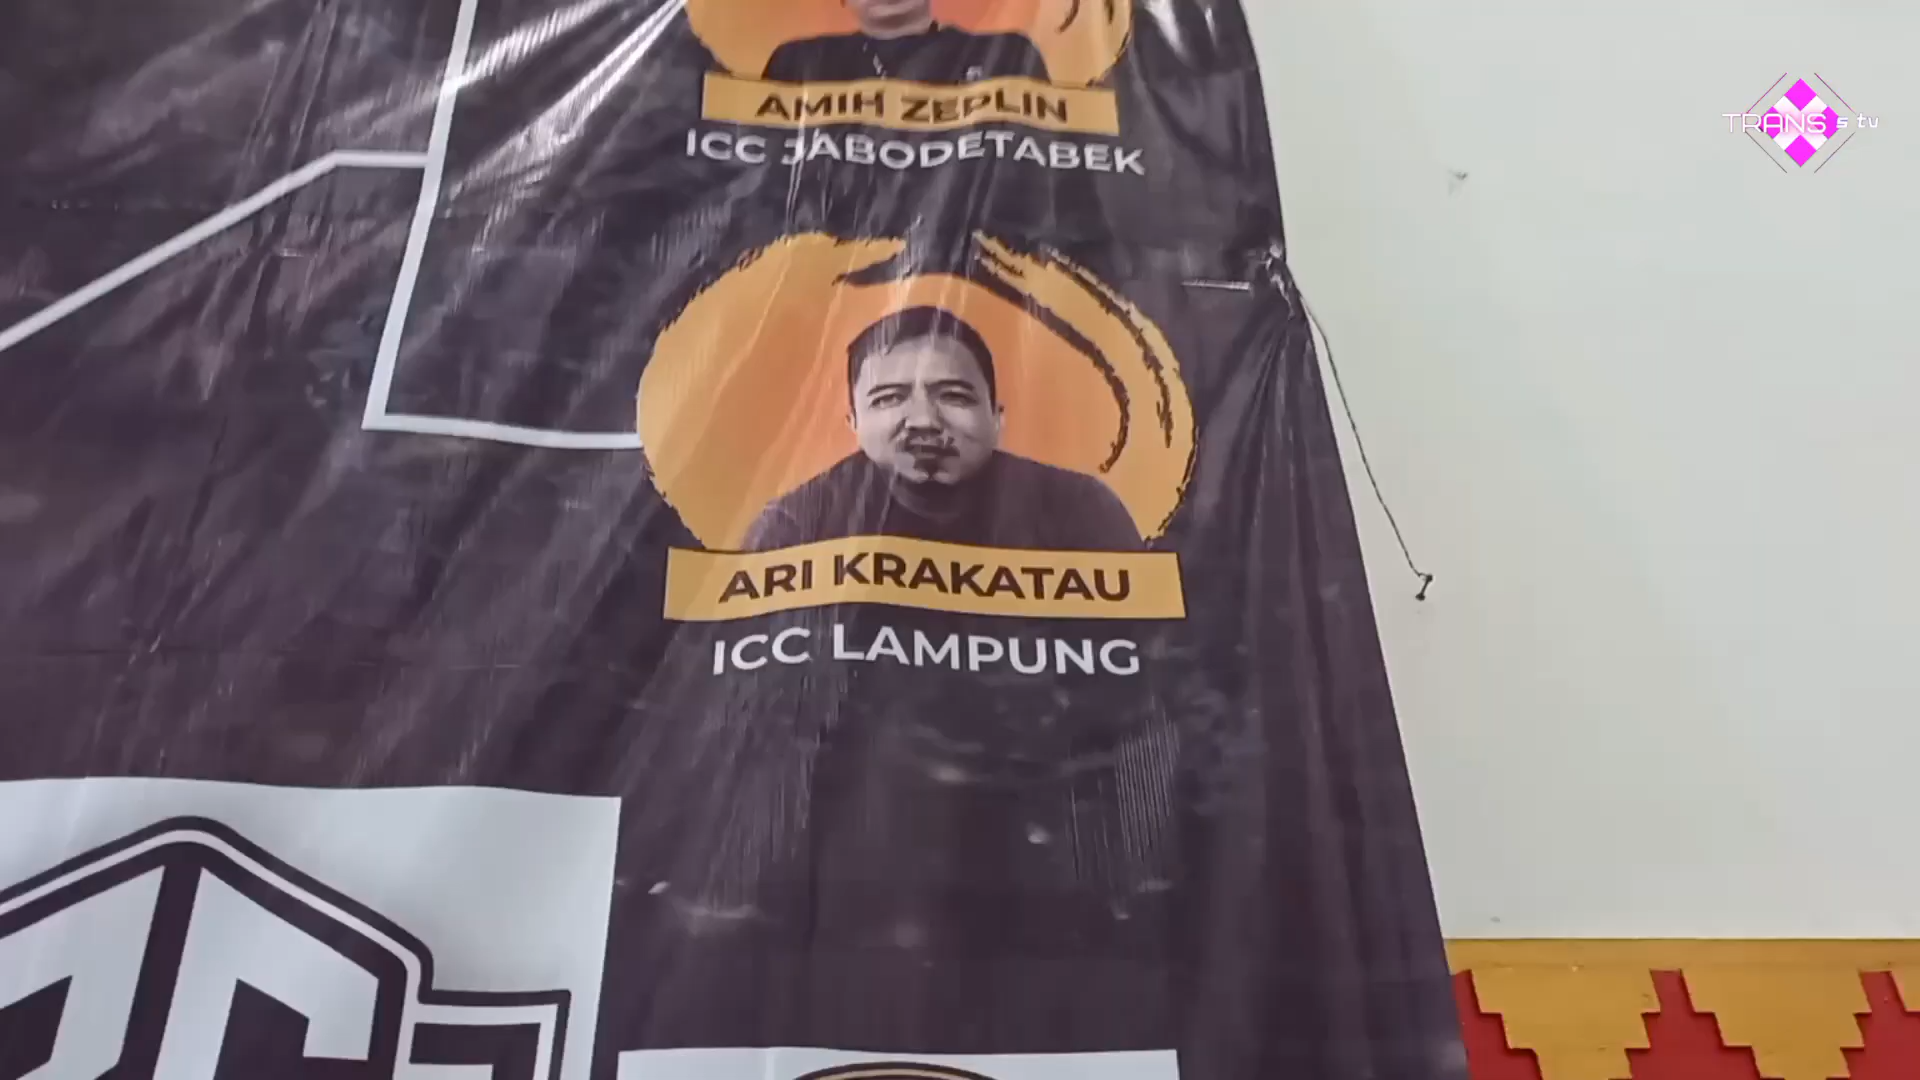 AMIH ZEPLIN
ICC JABODETABEK
TRANS s tv
ARI KRAKATAU
ICC LAMPUNG